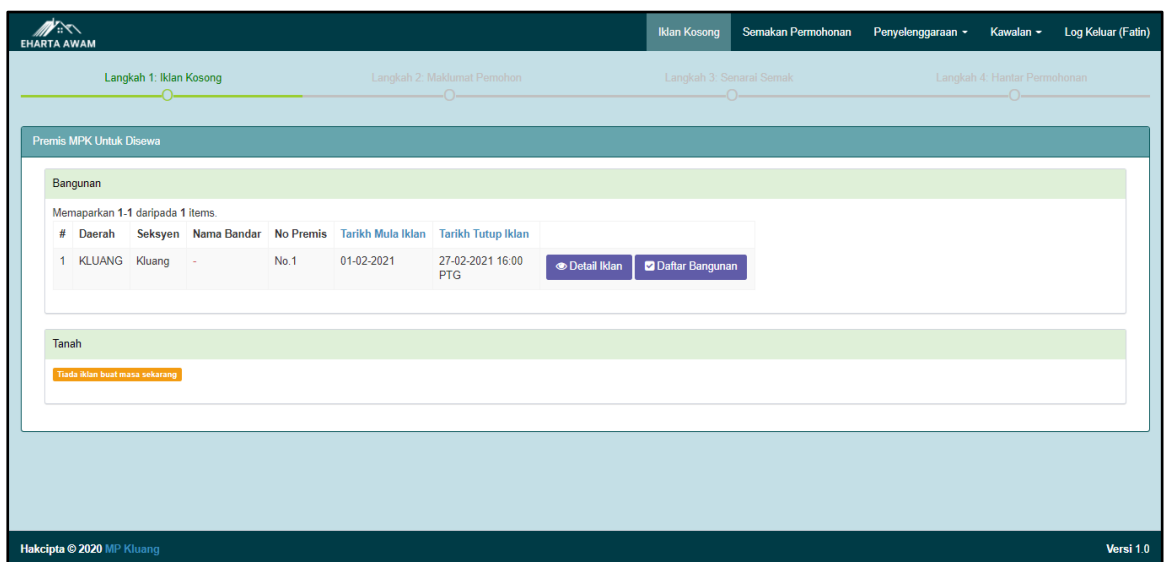 EHARTA AWAM
Iklan Kosong Semakan Permohonan Penyelenggaraan Kawalan Log Keluar (Fatin)
Langkah 1: Iklan Kosong Langkah 2: Maklumat Pemohon Langkah 3: Senarai Semak Langkah 4: Hantar Permohonan
Premis MPK Untuk Disewa
Bangunan
Memaparkan 1-1 daripada 1 items.
# Daerah Seksyen Nama Bandar No Premis Tarikh Mula Iklan Tarikh Tutup Iklan
1 KLUANG Kluang - No.1 01-02-2021 27-02-2021 16:00 Detail Iklan Daftar Bangunan
PTG
Tanah
Tiada iklan buat masa sekarang
Hakcipta © 2020 MP Kluang Versi 1.0